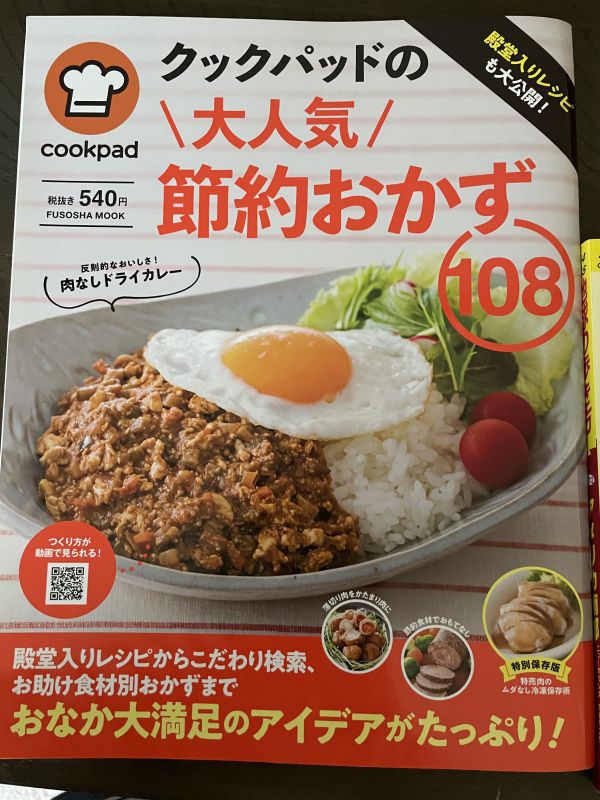 殿堂入りレシピ
も大公開!
cookpad
クックパッドの
大人気
節約おかず
108
税抜き 540円
FUSOSHA MOOK
反則的なおいしさ!
肉なしドライカレー
つくり方が
動画で見られる!
薄切り肉をかたまり肉に
節約食材でおもてなし
特別保存版
特売肉の
ムダなし冷凍保存術
殿堂入りレシピからこだわり検索、
お助け食材別おかずまで
おなか大満足のアイデアがたっぷり!